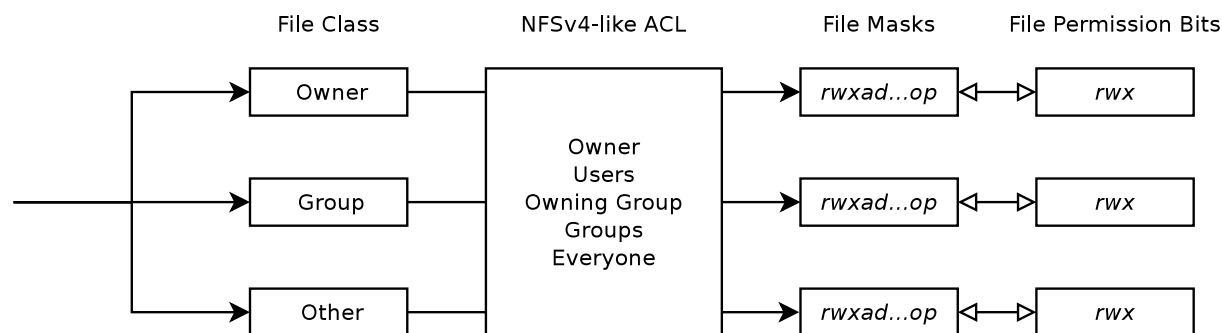 File Class NFSv4-like ACL File Masks File Permission Bits
Owner rwxad...op rwx
Owner
Users
Group Owning Group rwxad...op rwx
Groups
Everyone
Other rwxad...op rwx